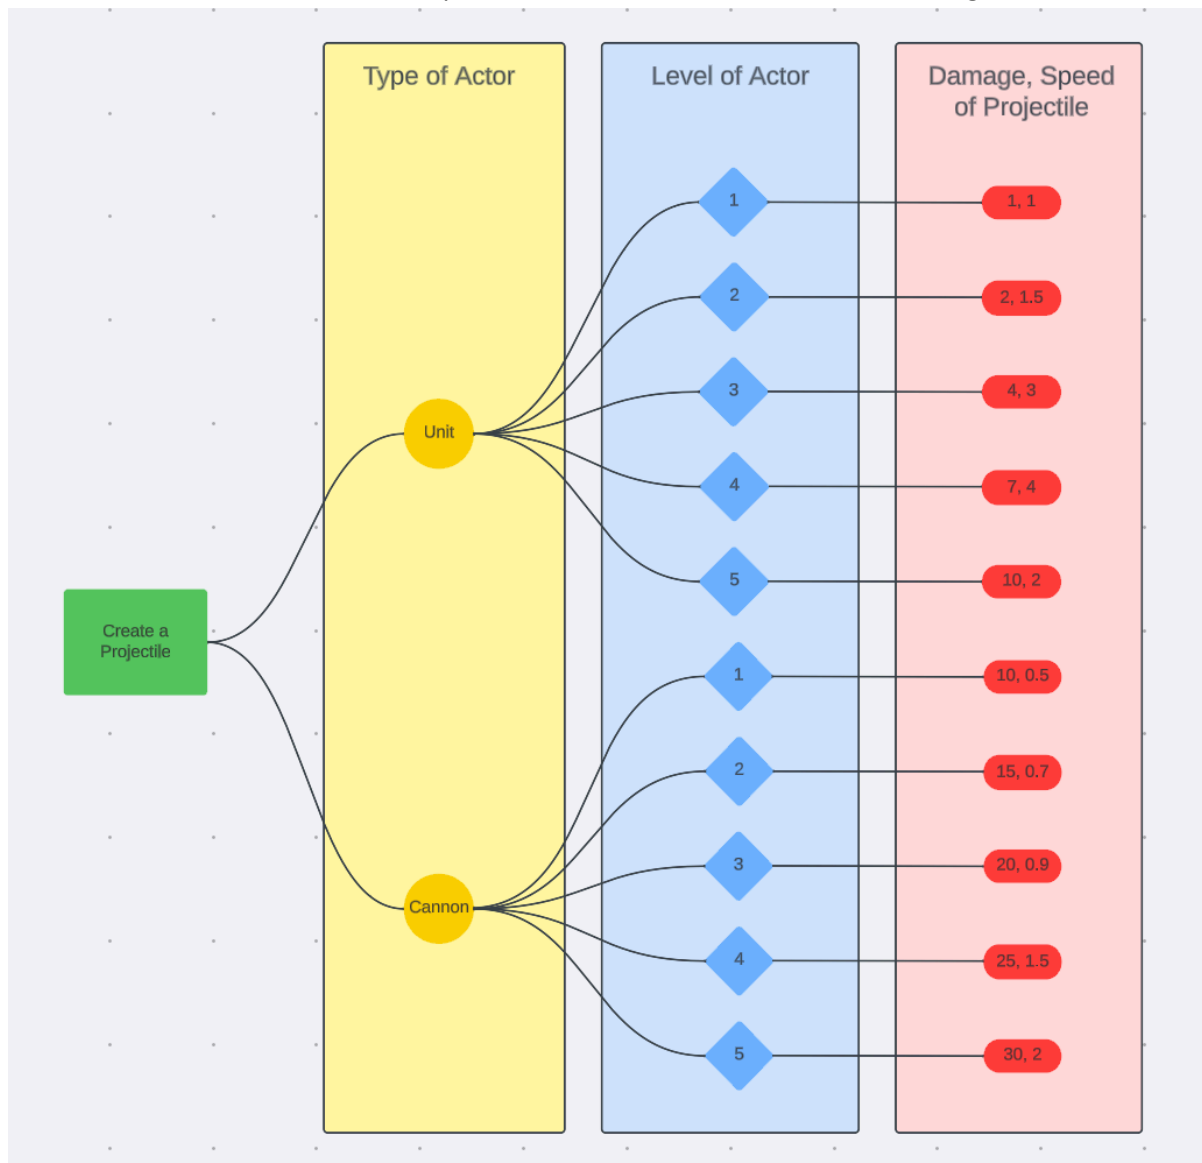 Type of Actor
Level of Actor
Damage, Speed
of Projectile
Create a
Projectile
Unit
1
1, 1
2
2, 1.5
3
4, 3
4
7, 4
5
10, 2
Cannon
1
10, 0.5
2
15, 0.7
3
20, 0.9
4
25, 1.5
5
30, 2